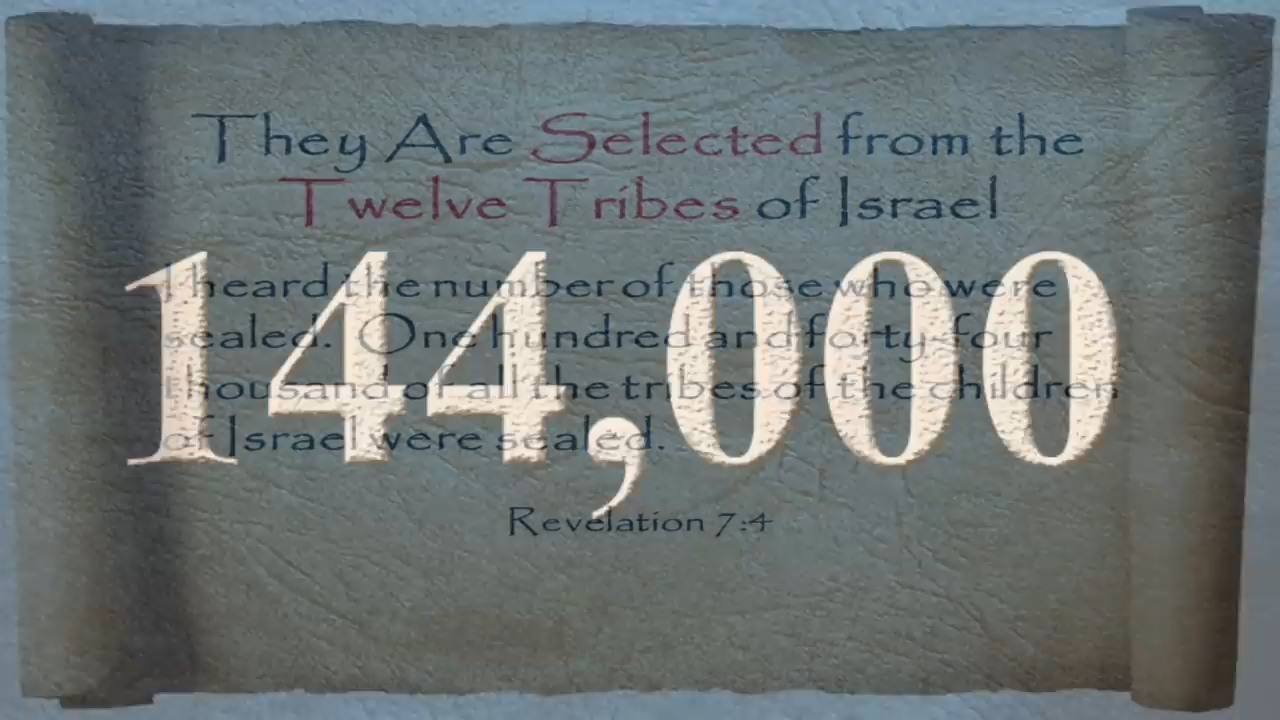 They Are Selected from the
Twelve Tribes of Israel
144,000
I heard the number of those who were
sealed. One hundred and forty-four
thousand of all the tribes of the children
of Israel were sealed.
Revelation 7:4